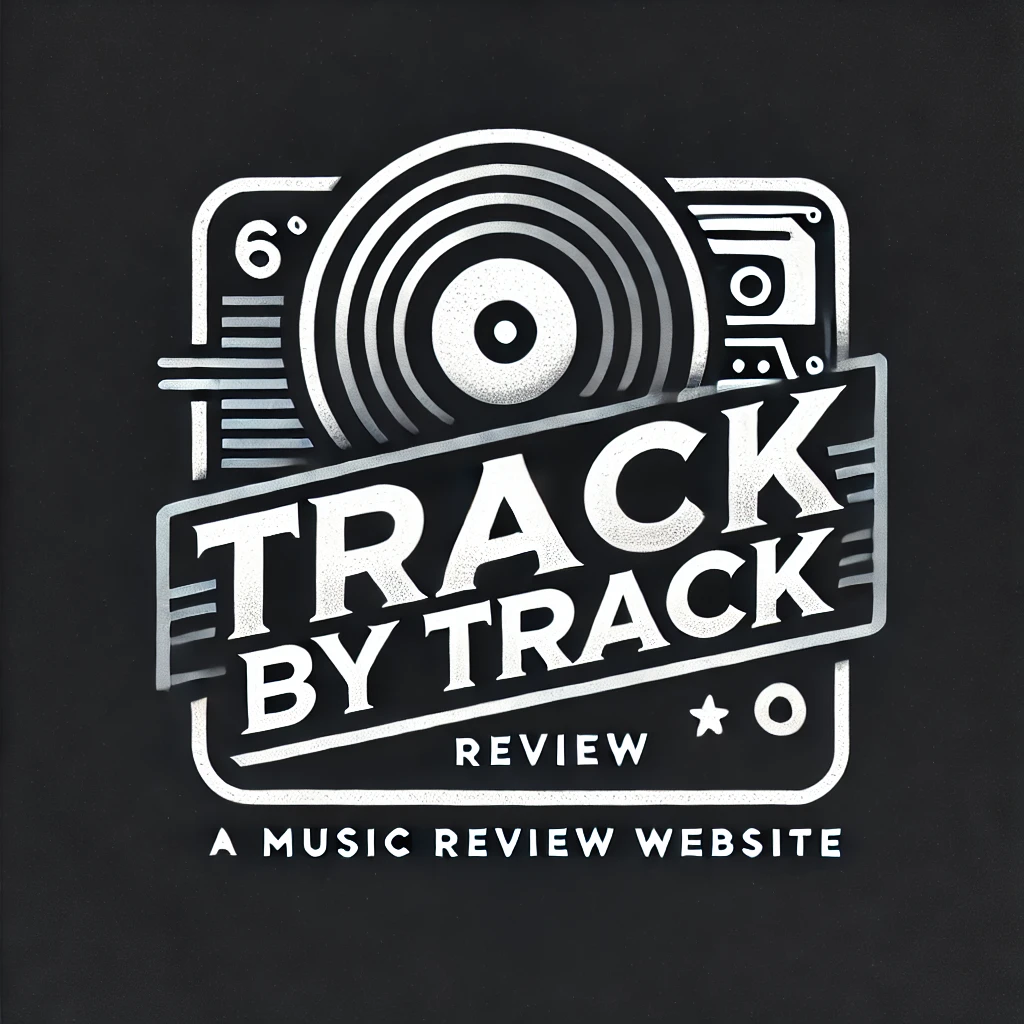 6°
TRACK
BY TRACK
REVIEW
A MUSIC REVIEW WEBSITE